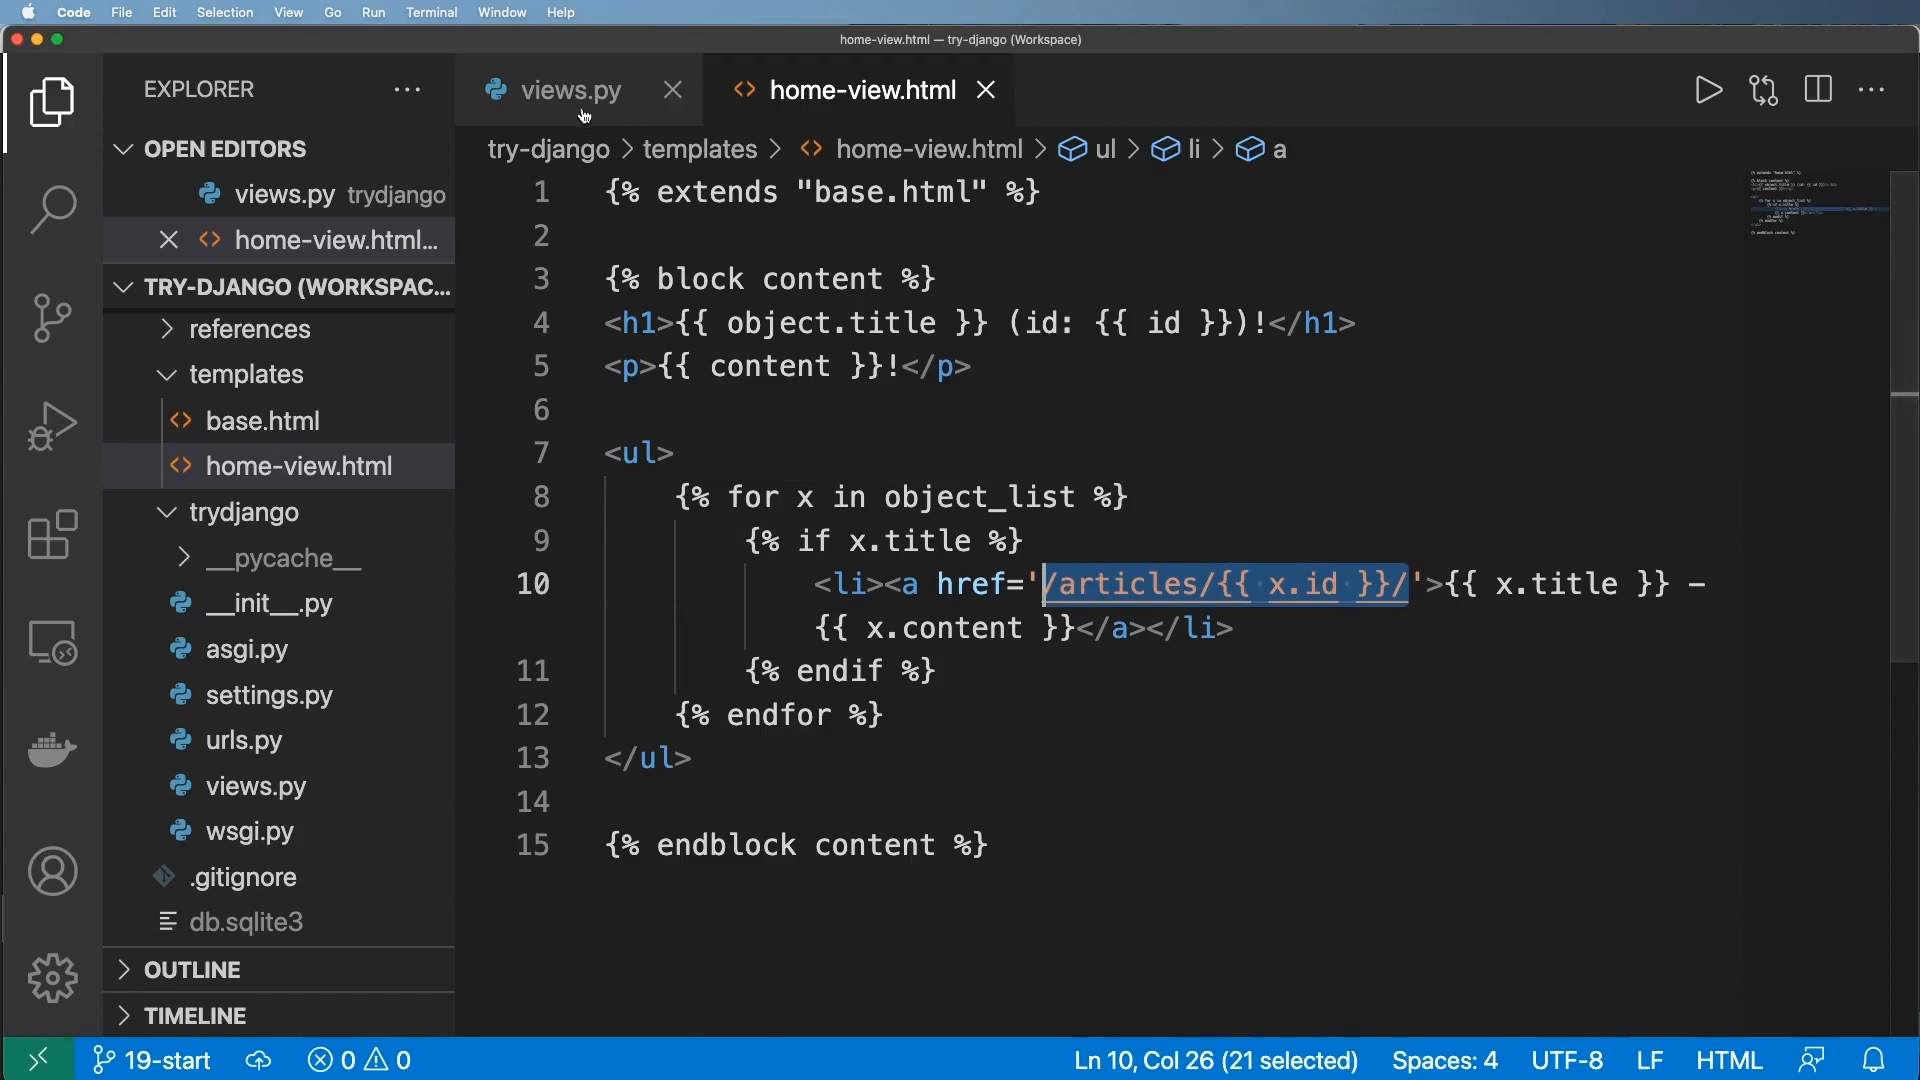 Code File Edit Selection View Go Run Terminal Window Help
home-view.html — try-django (Workspace)
EXPLORER
OPEN EDITORS
views.py trydjango
home-view.html...
TRY-DJANGO (WORKSPAC...
references
templates
base.html
home-view.html
trydjango
__pycache__
__init__.py
asgi.py
settings.py
urls.py
views.py
wsgi.py
.gitignore
db.sqlite3
OUTLINE
TIMELINE
views.py home-view.html
try-django > templates > home-view.html > ul > li > a
1 {% extends "base.html" %}
2
3 {% block content %}
4 <h1>{{ object.title }} (id: {{ id }})!</h1>
5 <p>{{ content }}!</p>
6
7 <ul>
8 {% for x in object_list %}
9 {% if x.title %}
10 <li><a href='/articles/{{ x.id }}/'>{{ x.title }} -
{{ x.content }}</a></li>
11 {% endif %}
12 {% endfor %}
13 </ul>
14
15 {% endblock content %}
19-start 0 0 Ln 10, Col 26 (21 selected) Spaces: 4 UTF-8 LF HTML